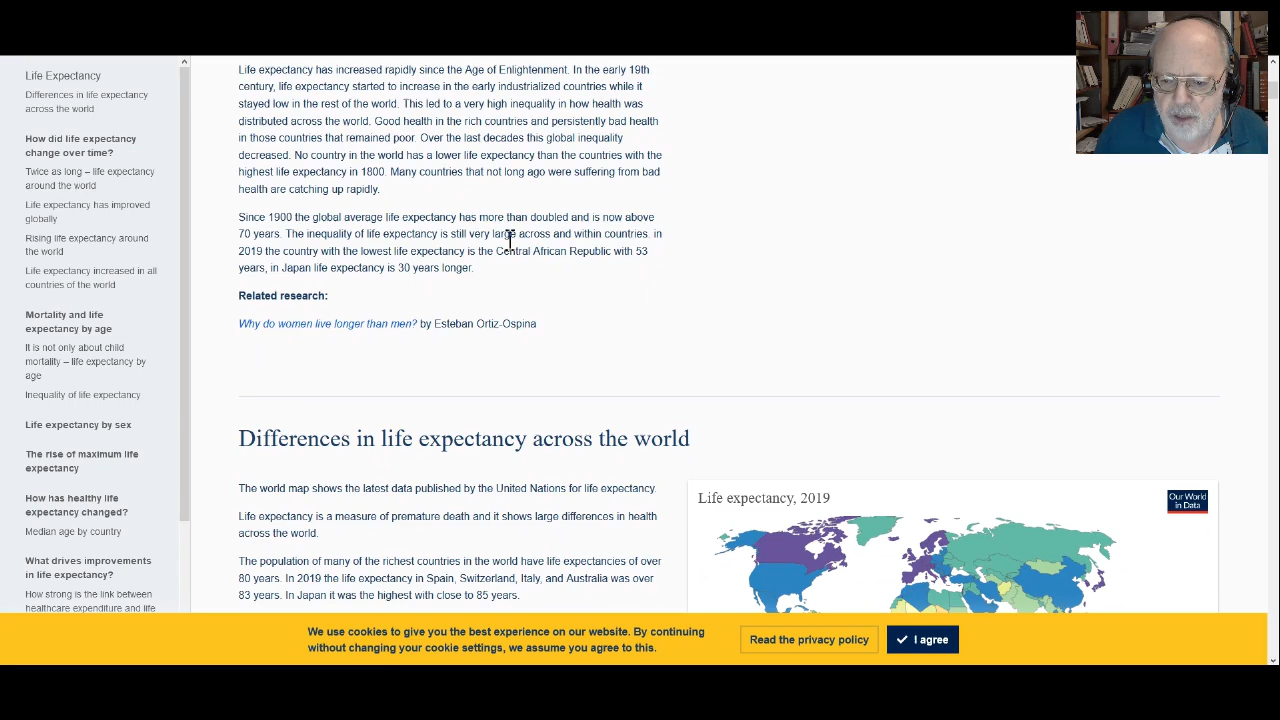 Life Expectancy
Differences in life expectancy
across the world
How did life expectancy
change over time?
Twice as long – life expectancy
around the world
Life expectancy has improved
globally
Rising life expectancy around
the world
Life expectancy increased in all
countries of the world
Mortality and life
expectancy by age
It is not only about child
mortality – life expectancy by
age
Inequality of life expectancy
Life expectancy by sex
The rise of maximum life
expectancy
How has healthy life
expectancy changed?
Median age by country
What drives improvements
in life expectancy?
How strong is the link between
healthcare expenditure and life
Life expectancy has increased rapidly since the Age of Enlightenment. In the early 19th
century, life expectancy started to increase in the early industrialized countries while it
stayed low in the rest of the world. This led to a very high inequality in how health was
distributed across the world. Good health in the rich countries and persistently bad health
in those countries that remained poor. Over the last decades this global inequality
decreased. No country in the world has a lower life expectancy than the countries with the
highest life expectancy in 1800. Many countries that not long ago were suffering from bad
health are catching up rapidly.
Since 1900 the global average life expectancy has more than doubled and is now above
70 years. The inequality of life expectancy is still very large across and within countries. in
2019 the country with the lowest life expectancy is the Central African Republic with 53
years, in Japan life expectancy is 30 years longer.
Related research:
Why do women live longer than men? by Esteban Ortiz-Ospina
Differences in life expectancy across the world
The world map shows the latest data published by the United Nations for life expectancy.
Life expectancy is a measure of premature death and it shows large differences in health
across the world.
The population of many of the richest countries in the world have life expectancies of over
80 years. In 2019 the life expectancy in Spain, Switzerland, Italy, and Australia was over
83 years. In Japan it was the highest with close to 85 years.
Life expectancy, 2019
Our World
in Data
We use cookies to give you the best experience on our website. By continuing
without changing your cookie settings, we assume you agree to this.
Read the privacy policy
✓ I agree